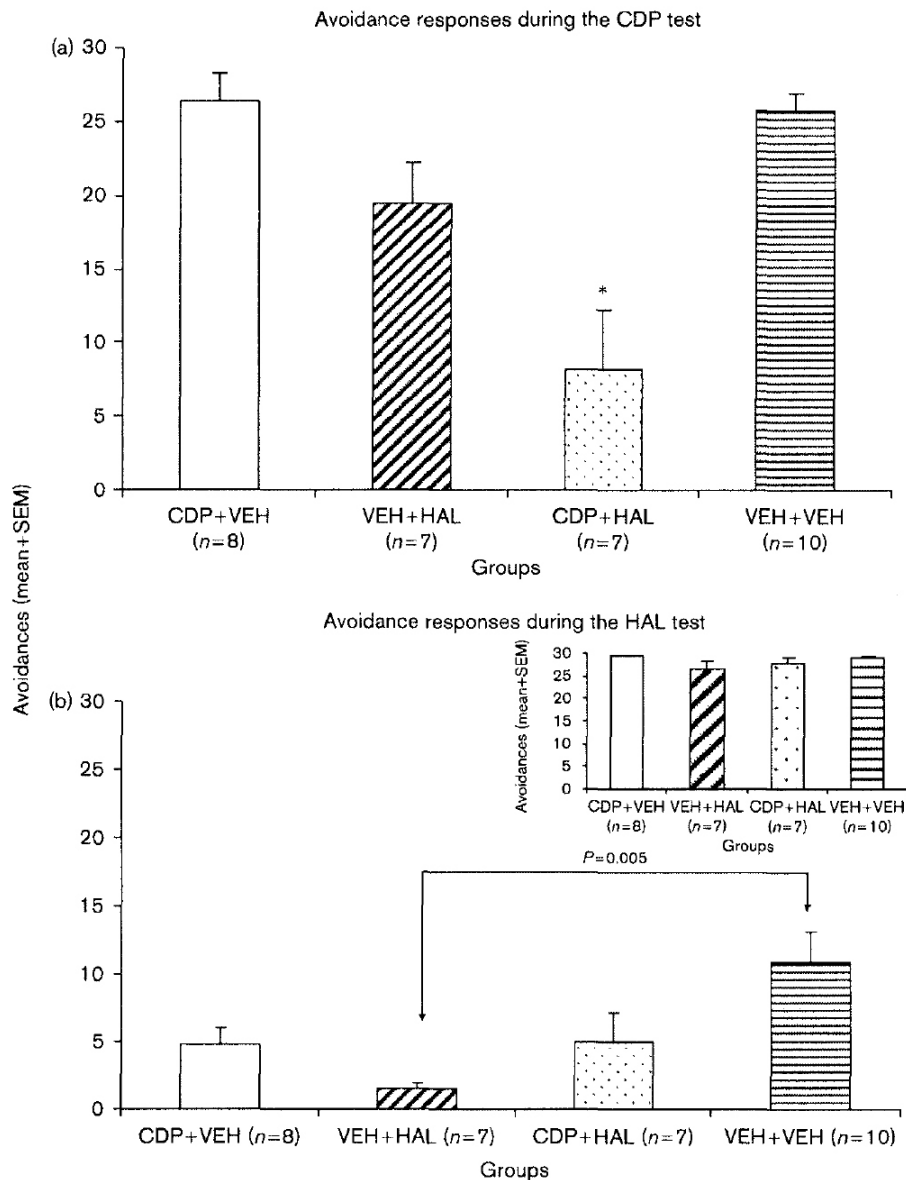 Avoidance responses during the CDP test
(a)
30
25
20
15
10
5
0
*
CDP+VEH VEH+HAL CDP+HAL VEH+VEH
(n=8) (n=7) (n=7) (n=10)
Groups
Avoidances (mean+SEM)
Avoidance responses during the HAL test
Avoidances (mean+SEM)
30
25
20
15
10
5
0
CDP+VEH VEH+HAL CDP+HAL VEH+VEH
(n=8) (n=7) (n=7) (n=10)
Groups
(b)
30
25
20
15
10
5
0
P=0.005
CDP+VEH (n=8) VEH+HAL (n=7) CDP+HAL (n=7) VEH+VEH (n=10)
Groups